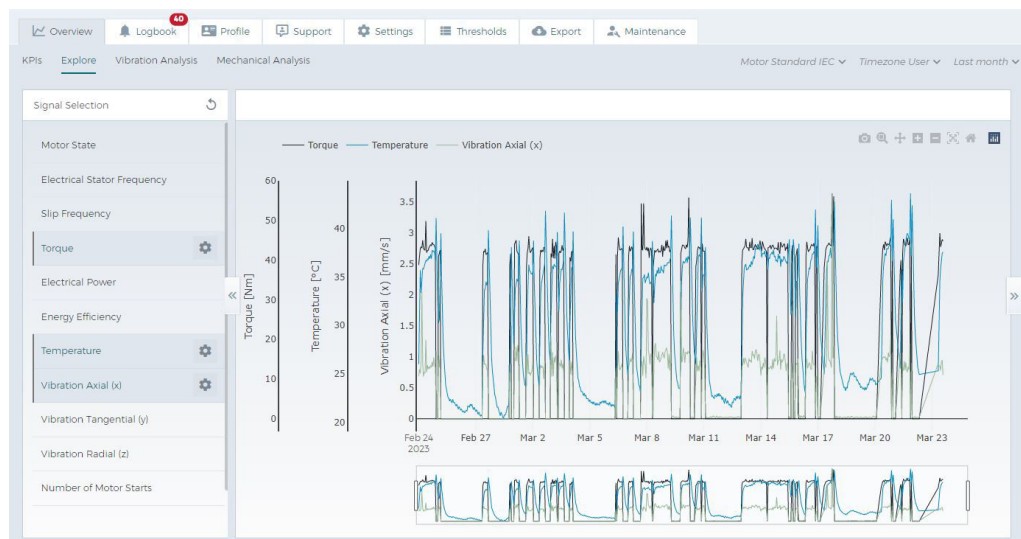 Overview Logbook 40 Profile Support Settings Thresholds Export Maintenance
KPIs Explore Vibration Analysis Mechanical Analysis Motor Standard IEC Timezone User Last month
Signal Selection
Motor State
Electrical Stator Frequency
Slip Frequency
Torque
Electrical Power
Energy Efficiency
Temperature
Vibration Axial (x)
Vibration Tangential (y)
Vibration Radial (z)
Number of Motor Starts
Torque Temperature Vibration Axial (x)
Torque [Nm]
60
50
40
30
20
10
0
Temperature [°C]
40
35
30
25
20
Vibration Axial (x) [mm/s]
3.5
3
2.5
2
1.5
1
0.5
0
Feb 24 Feb 27 Mar 2 Mar 5 Mar 8 Mar 11 Mar 14 Mar 17 Mar 20 Mar 23
2023